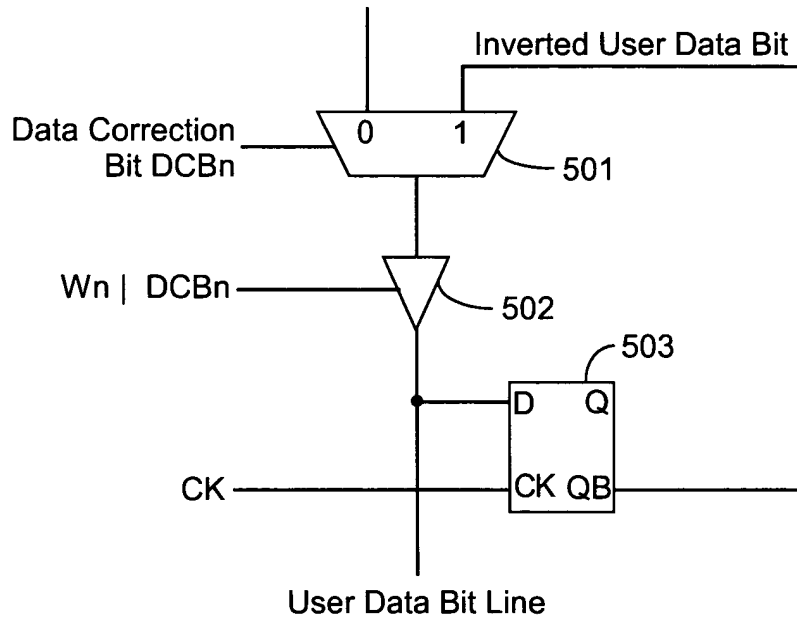 Inverted User Data Bit
0
1
Data Correction
Bit DCBn
501
Wn | DCBn
502
503
D
Q
CK
CK
QB
User Data Bit Line